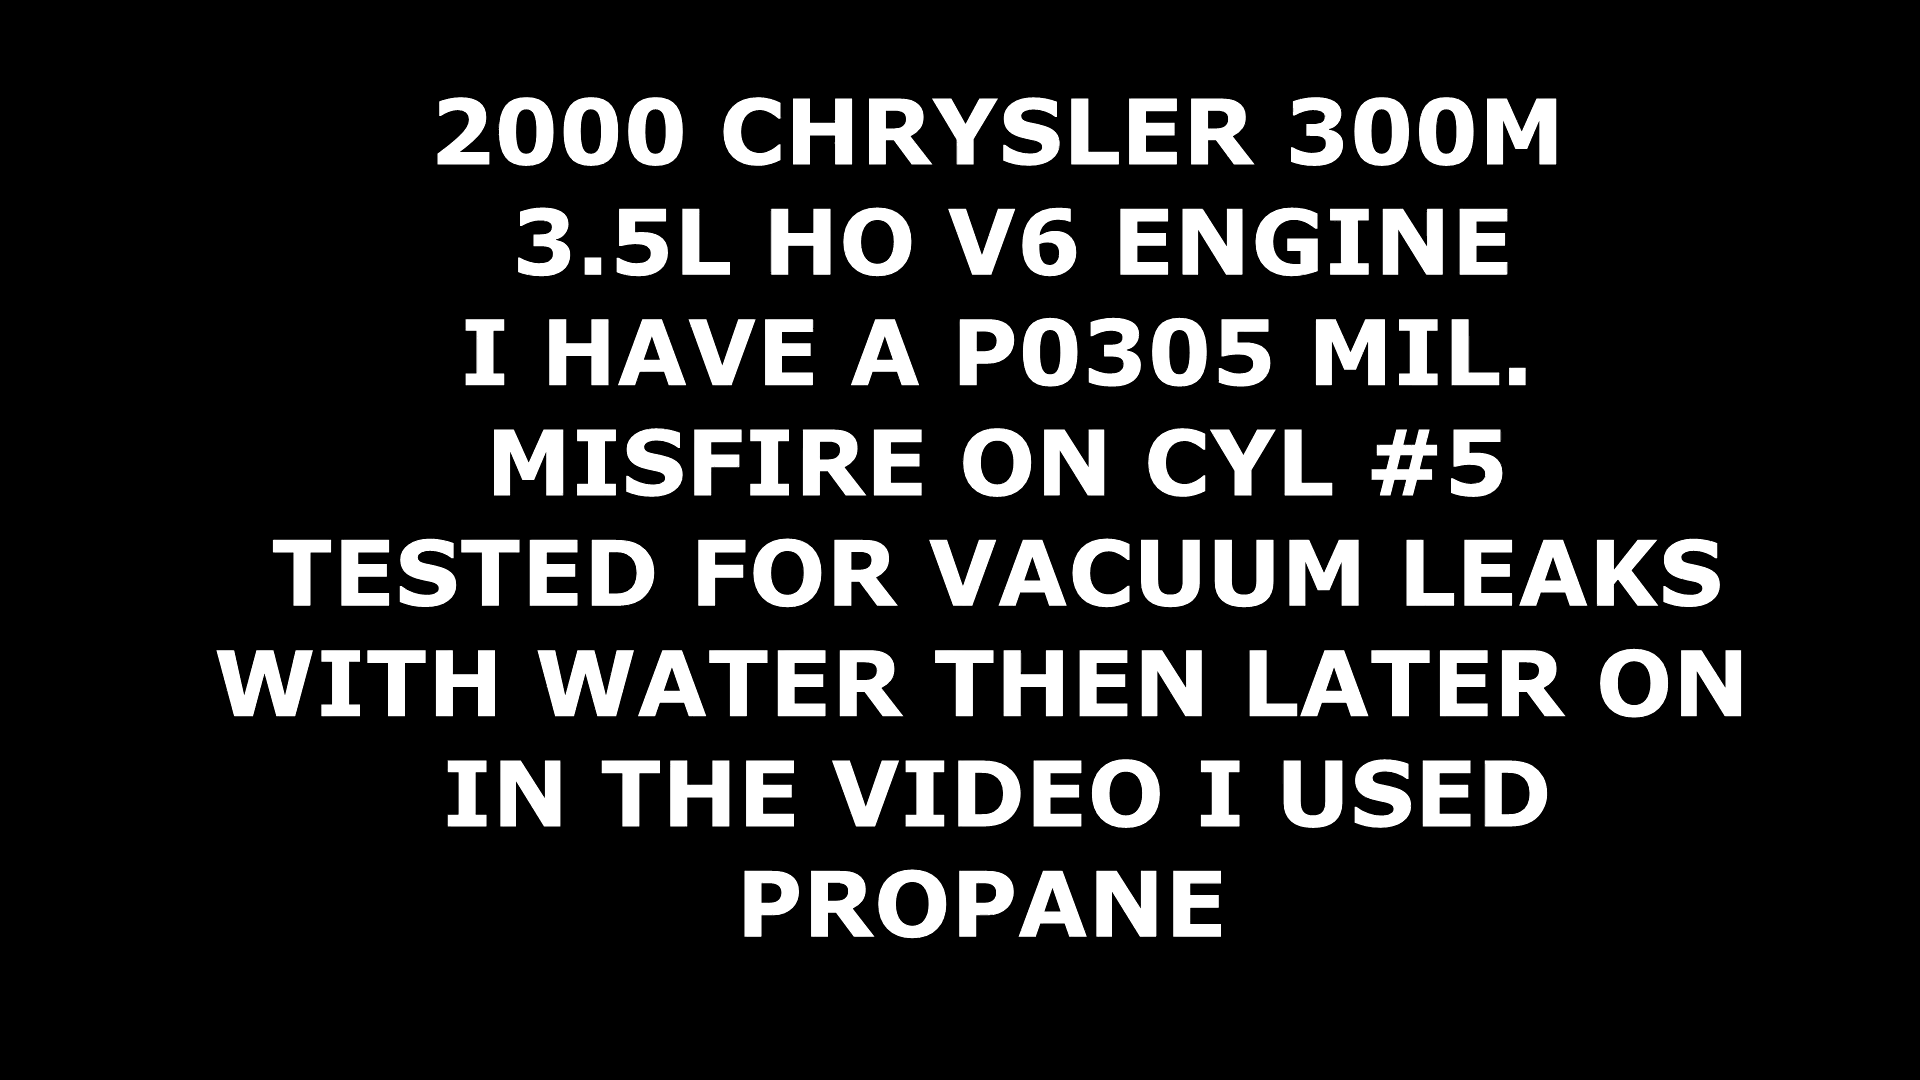 2000 CHRYSLER 300M
3.5L HO V6 ENGINE
I HAVE A P0305 MIL.
MISFIRE ON CYL #5
TESTED FOR VACUUM LEAKS
WITH WATER THEN LATER ON
IN THE VIDEO I USED
PROPANE